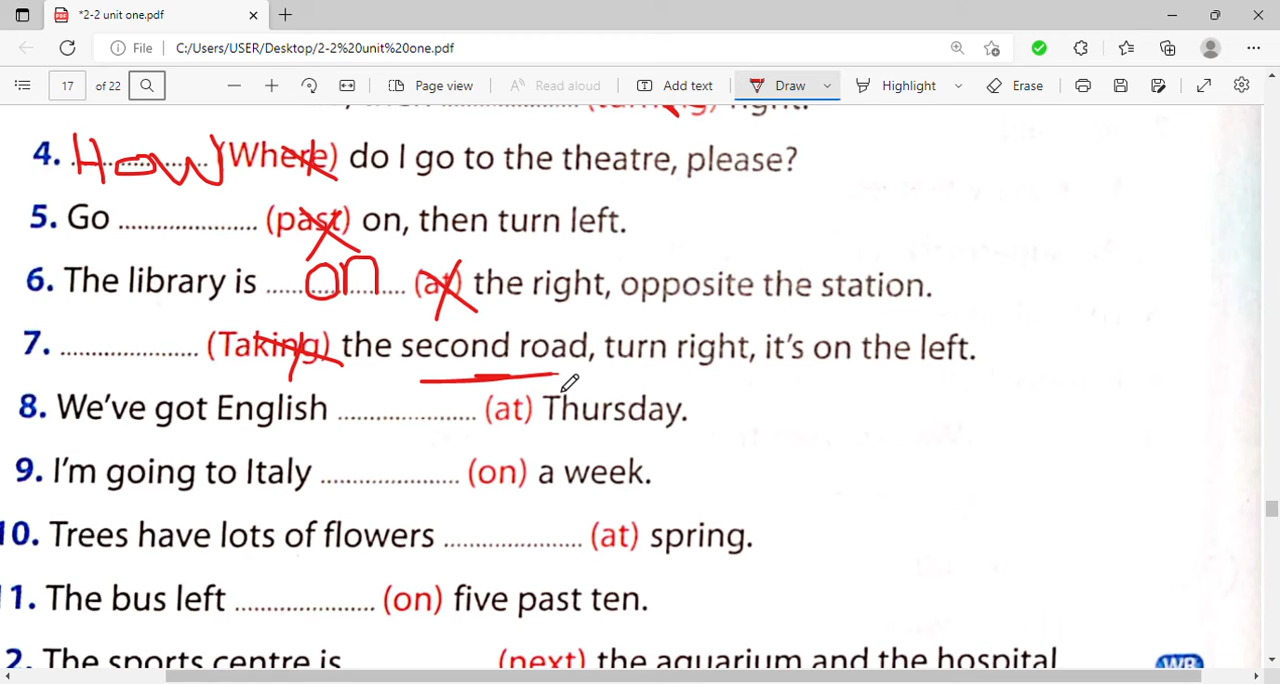 *2-2 unit one.pdf
File C:/Users/USER/Desktop/2-2%20unit%20one.pdf
17 of 22 Page view Read aloud Add text Draw Highlight Erase
(turning) right.
4. .................... How (Where) do I go to the theatre, please?
5. Go .................... (past) on, then turn left.
6. The library is .................... on (at) the right, opposite the station.
7. .................... (Taking) the second road, turn right, it's on the left.
8. We've got English .................... (at) Thursday.
9. I'm going to Italy .................... (on) a week.
10. Trees have lots of flowers .................... (at) spring.
11. The bus left .................... (on) five past ten.
2. The sports centre is (next) the aquarium and the hospital
WB